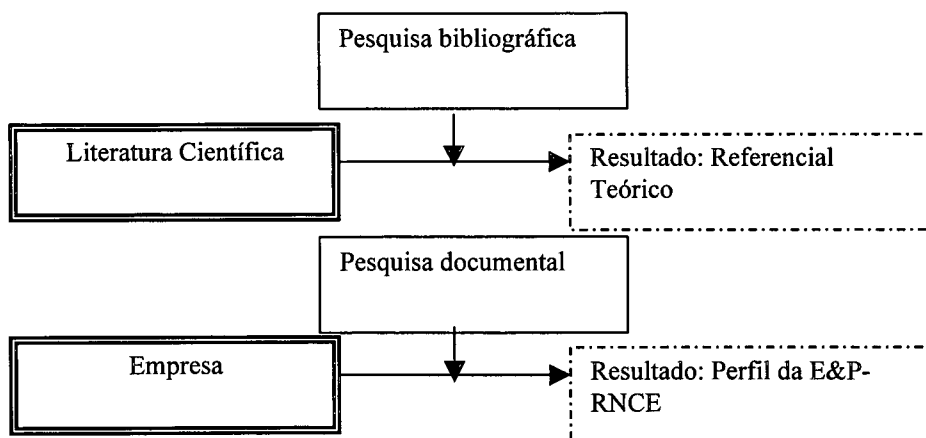 Pesquisa bibliográfica
Literatura Científica
Resultado: Referencial
Teórico
Pesquisa documental
Empresa
Resultado: Perfil da E&P-
RNCE